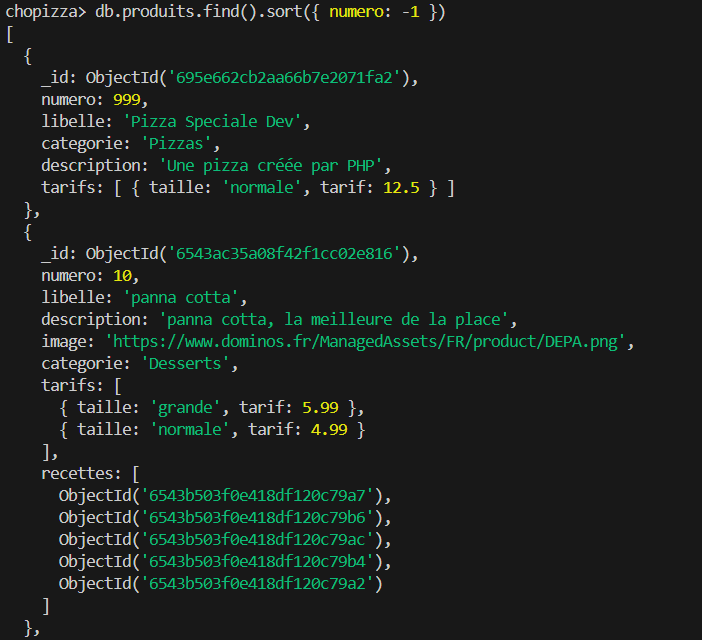 chopizza> db.produits.find().sort({ numero: -1 })
[
  {
    _id: ObjectId('695e662cb2aa66b7e2071fa2'),
    numero: 999,
    libelle: 'Pizza Speciale Dev',
    categorie: 'Pizzas',
    description: 'Une pizza créée par PHP',
    tarifs: [ { taille: 'normale', tarif: 12.5 } ]
  },
  {
    _id: ObjectId('6543ac35a08f42f1cc02e816'),
    numero: 10,
    libelle: 'panna cotta',
    description: 'panna cotta, la meilleure de la place',
    image: 'https://www.dominos.fr/ManagedAssets/FR/product/DEPA.png',
    categorie: 'Desserts',
    tarifs: [
      { taille: 'grande', tarif: 5.99 },
      { taille: 'normale', tarif: 4.99 }
    ],
    recettes: [
      ObjectId('6543b503f0e418df120c79a7'),
      ObjectId('6543b503f0e418df120c79b6'),
      ObjectId('6543b503f0e418df120c79ac'),
      ObjectId('6543b503f0e418df120c79b4'),
      ObjectId('6543b503f0e418df120c79a2')
    ]
  },